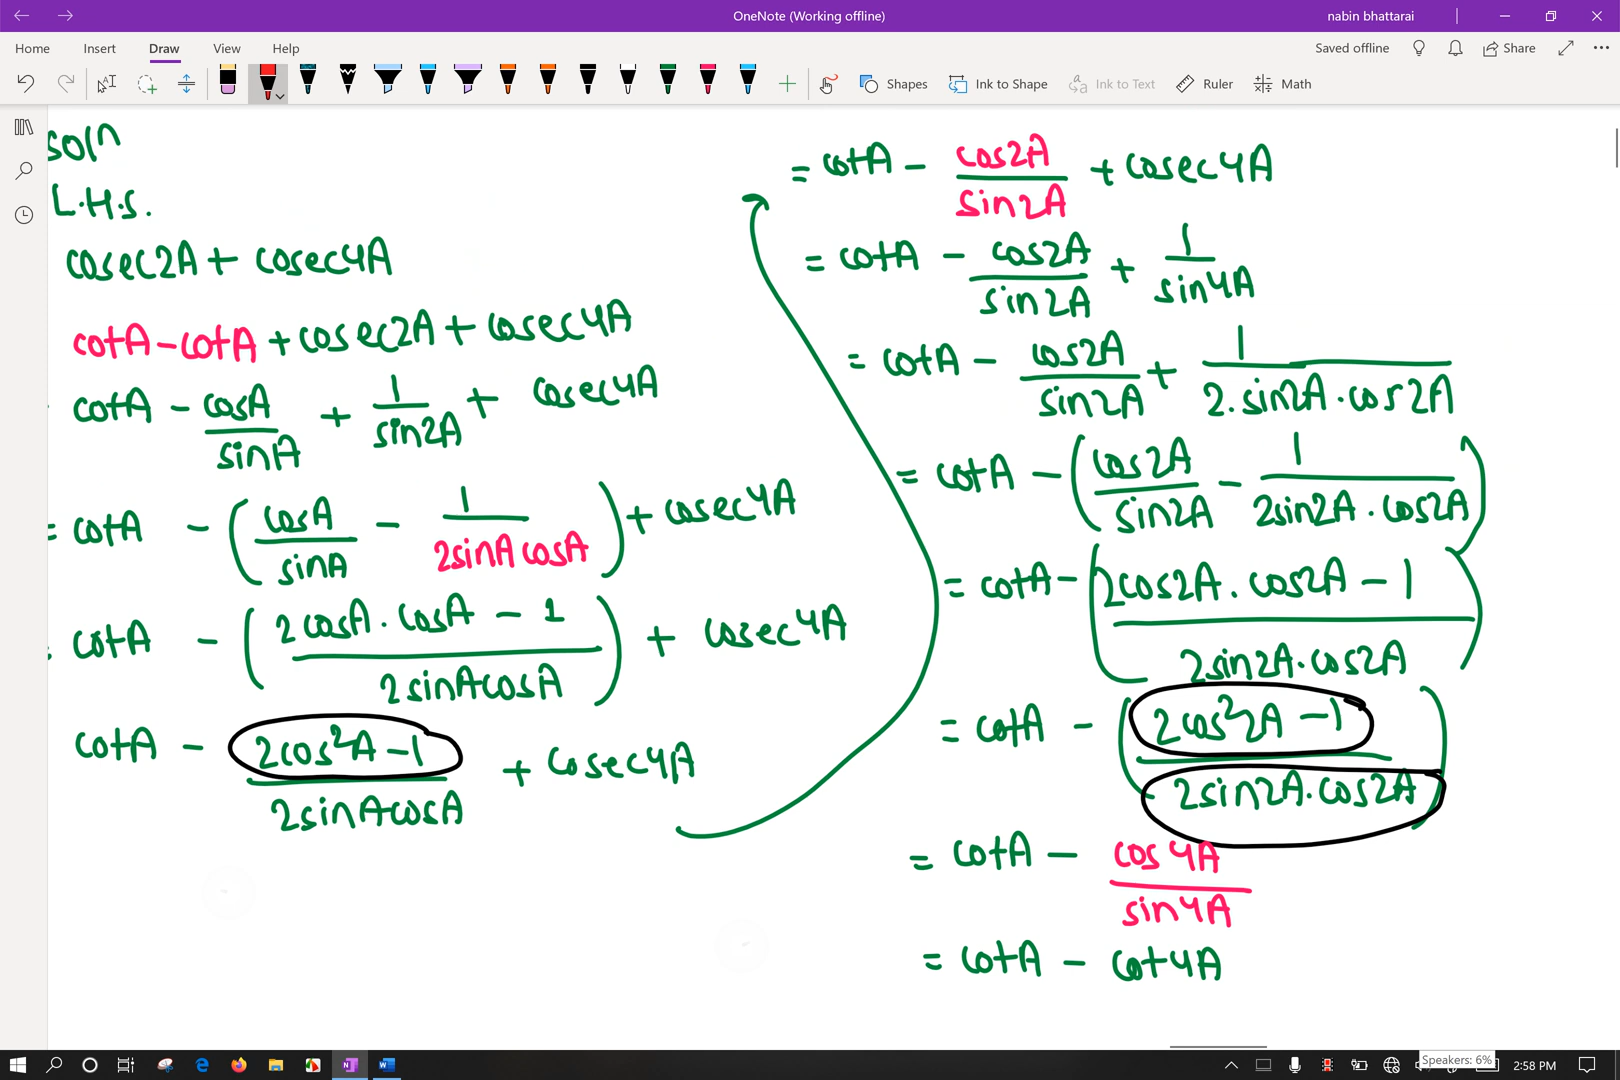 OneNote (Working offline)
nabin bhattarai
Home Insert Draw View Help
Saved offline
Share
Shapes
Ink to Shape
Ink to Text
Ruler
Math
soln
L.H.S.
cosec2A + cosec4A
cotA - cotA + cosec2A + cosec4A
cotA - cosA/sinA + 1/sin2A + cosec4A
= cotA - (cosA/sinA - 1/2sinAcosA) + cosec4A
= cotA - (2cosA.cosA - 1/2sinAcosA) + cosec4A
cotA - 2cos²A-1/2sinAcosA + cosec4A
= cotA - cos2A/sin2A + cosec4A
= cotA - cos2A/sin2A + 1/sin4A
= cotA - cos2A/sin2A + 1/2.sin2A.cos2A
= cotA - (cos2A/sin2A - 1/2sin2A.cos2A)
= cotA - (2cos2A.cos2A - 1/2sin2A.cos2A)
= cotA - (2cos²2A - 1/2sin2A.cos2A)
= cotA - cos4A/sin4A
= cotA - cot4A
Speakers: 6%
2:58 PM